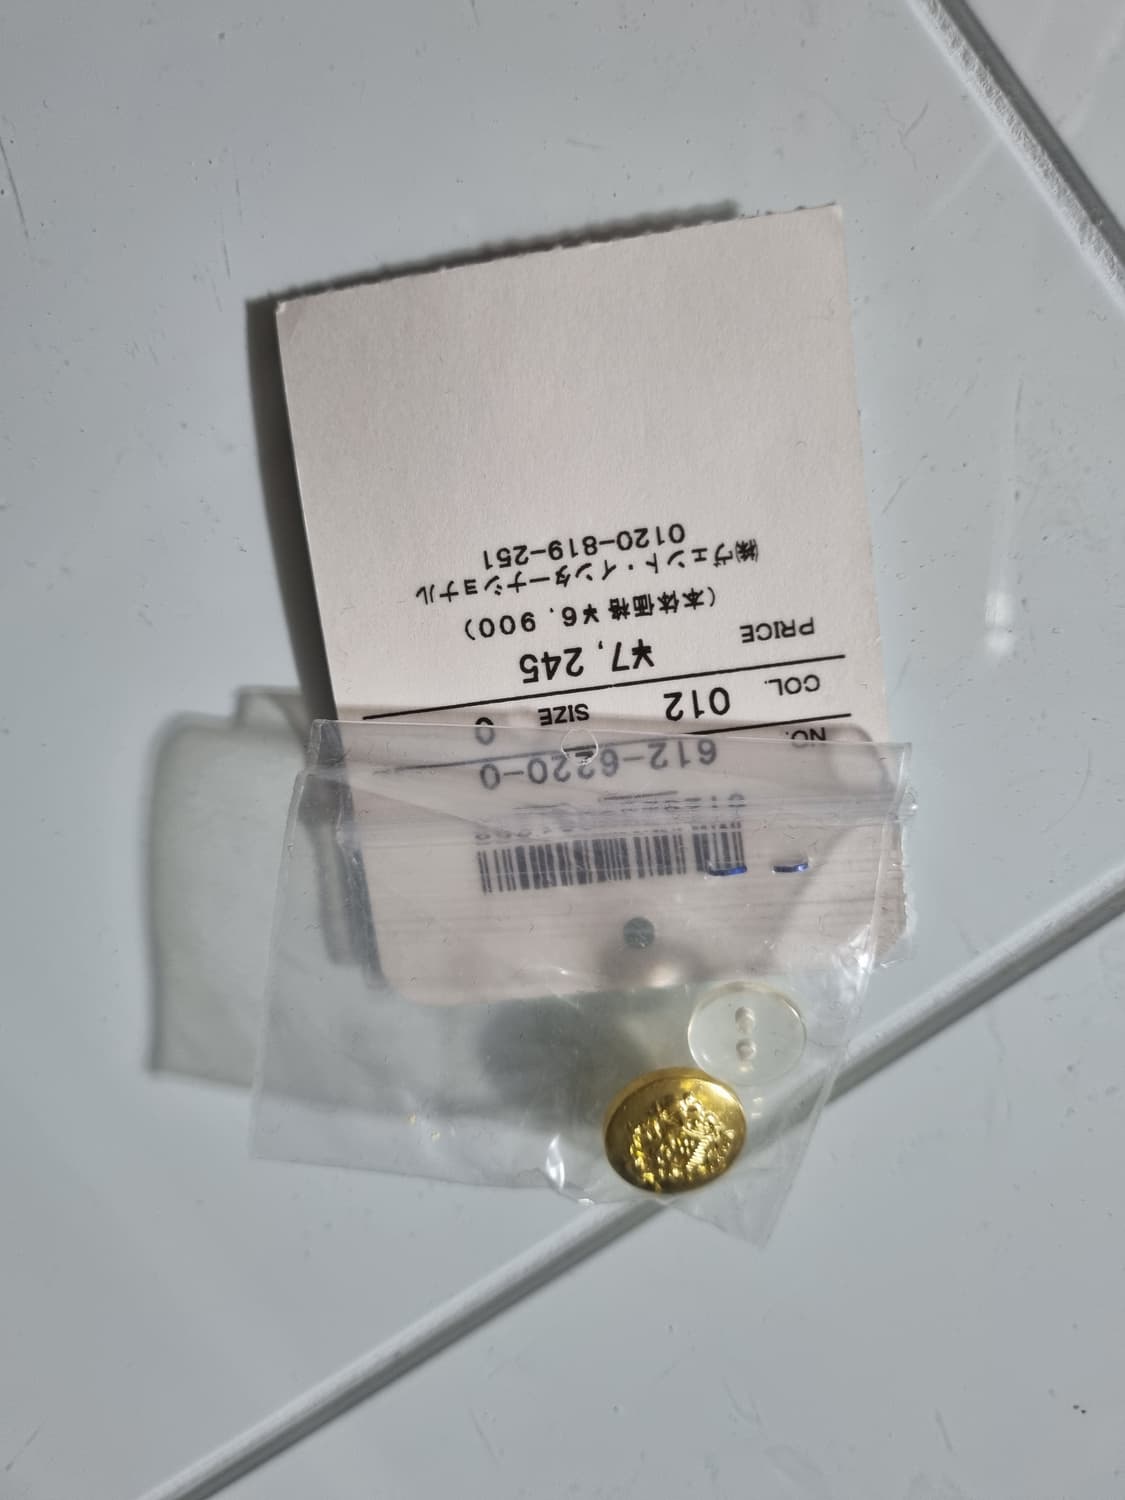 NO. 612-6220-0
COL. 012 SIZE 0
PRICE ¥7,245
(本体価格¥6,900)
㈱ヴェント・インターナショナル
0120-819-251